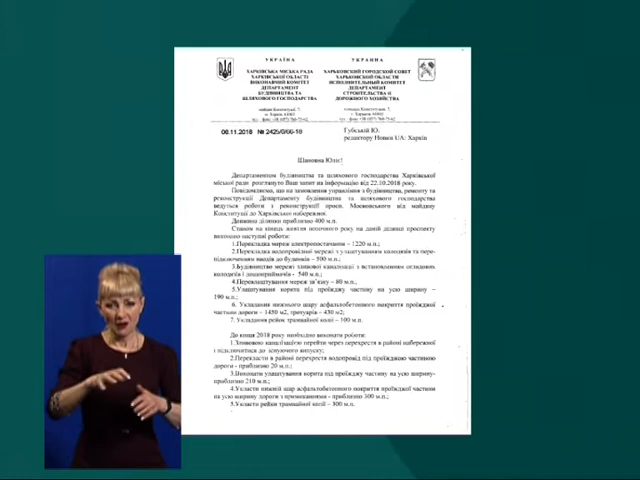 УКРАЇНА
ХАРКІВСЬКА МІСЬКА РАДА
ХАРКІВСЬКОЇ ОБЛАСТІ
ВИКОНАВЧИЙ КОМІТЕТ
ДЕПАРТАМЕНТ
БУДІВНИЦТВА ТА
ШЛЯХОВОГО ГОСПОДАРСТВА
УКРАИНА
ХАРЬКОВСКИЙ ГОРОДСКОЙ СОВЕТ
ХАРЬКОВСКОЙ ОБЛАСТИ
ИСПОЛНИТЕЛЬНЫЙ КОМИТЕТ
ДЕПАРТАМЕНТ
СТРОИТЕЛЬСТВА И
ДОРОЖНОГО ХОЗЯЙСТВА
08.11.2018 № 2425/0/66-18
Губській Ю.
редактору Новин UA: Харків
Шановна Юліє!
Департаментом будівництва та шляхового господарства Харківської
міської ради розглянуто Ваш запит на інформацію від 22.10.2018 року.
Повідомляємо, що на замовлення управління з будівництва, ремонту та
реконструкції Департаменту будівництва та шляхового господарства
ведуться роботи з реконструкції просп. Московського від майдану
Конституції до Харківської набережної.
Довжина ділянки приблизно 400 м.
Станом на кінець жовтня поточного року на даній ділянці проспекту
виконано наступні роботи:
1.Перекладка мереж електропостачання – 1220 м.п.;
2.Перекладка водопровідної мережі з улаштуванням колодязів та пере-
підключенням вводів до будинків – 500 м.п.;
3.Будівництво мережі зливової каналізації з встановленням оглядових
колодязів і дощоприймачів - 540 м.п.;
4.Перевлаштування мереж зв'язку – 80 м.п.;
5.Улаштування корита під проїжджу частину на усю ширину –
190 м.п.;
6. Укладання нижнього шару асфальтобетонного покриття проїжджої
частини дороги – 1450 м2, тротуарів – 430 м2;
7. Укладання рейок трамвайної колії – 100 м.п.
До кінця 2018 року необхідно виконати роботи:
1.Зливовою каналізацією перейти через перехрестя в районі набережної
і підключитися до існуючого випуску;
2.Перекласти в районі перехрестя водопровід під проїжджою частиною
дороги - приблизно 20 м.п.;
3.Виконати улаштування корита під проїжджу частину на усю ширину-
приблизно 210 м.п.;
4.Укласти нижній шар асфальтобетонного покриття проїжджої частини
на усю ширину дороги з примиканнями - приблизно 300 м.п.;
5.Укласти рейки трамвайної колії – 800 м.п.